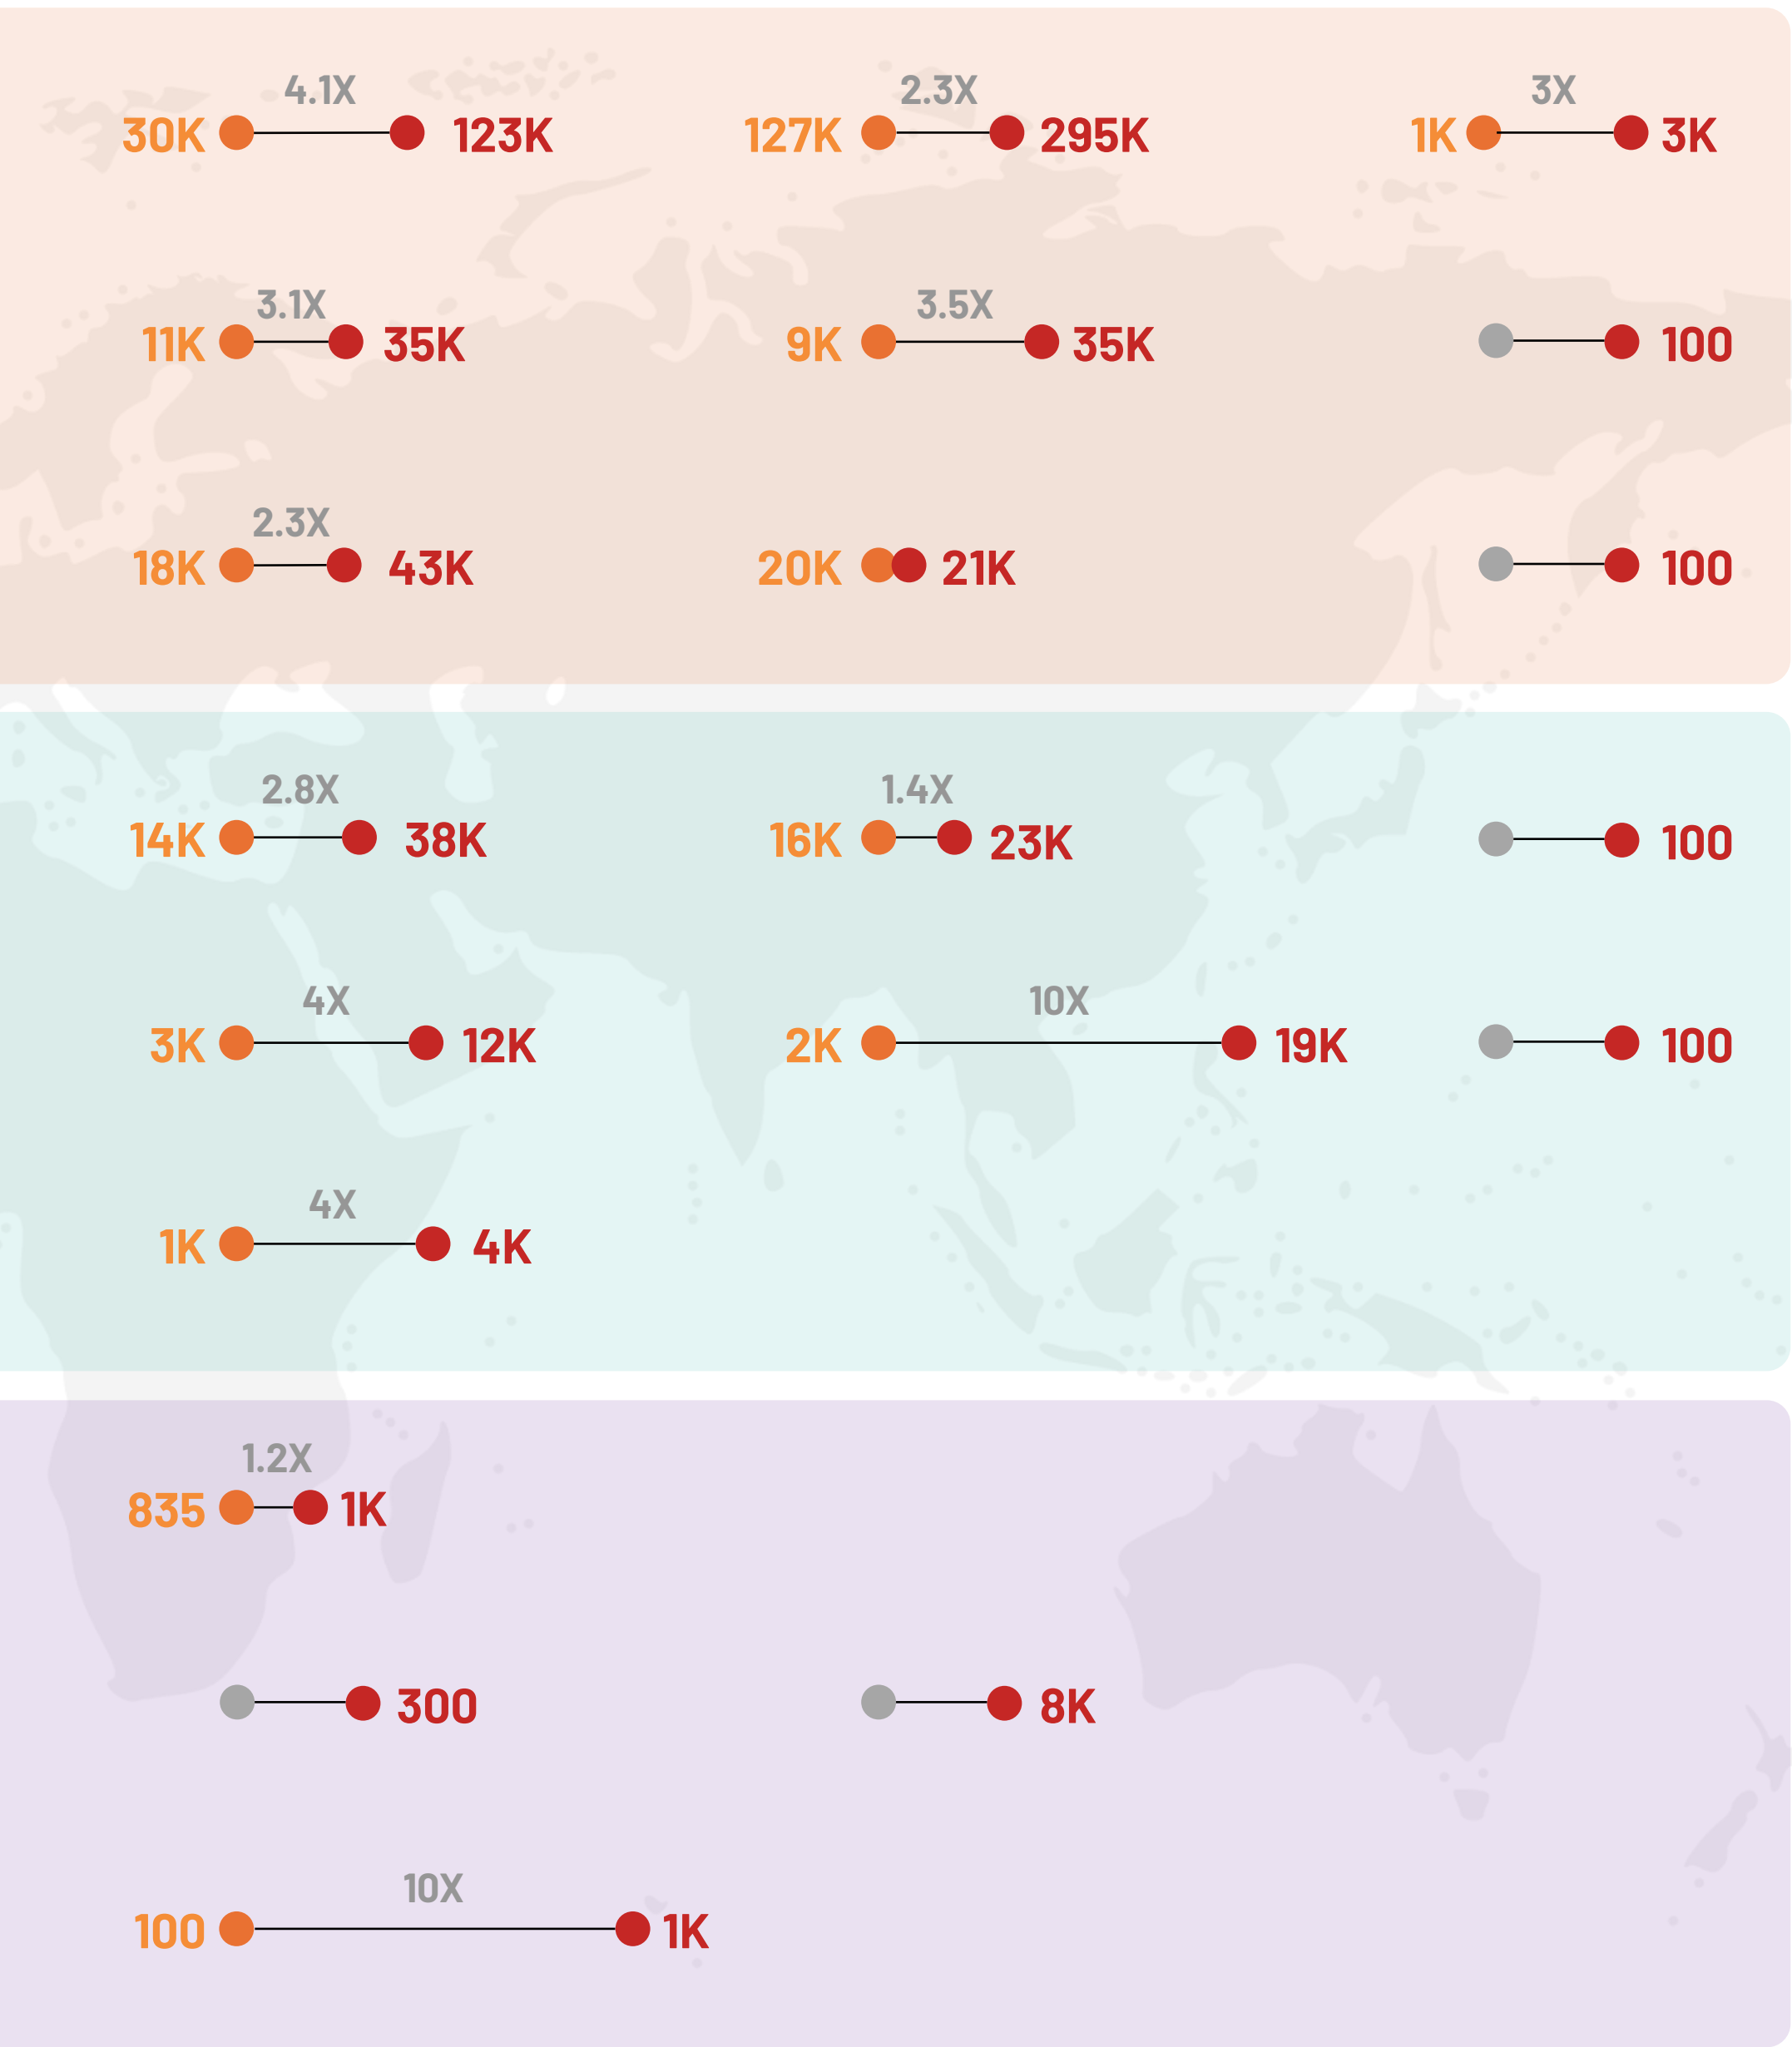 4.1X 2.3X 3X
30K 123K 127K 295K 1K 3K
3.1X 3.5X
11K 35K 9K 35K 100
2.3X
18K 43K 20K 21K 100
2.8X 1.4X
14K 38K 16K 23K 100
4X 10X
3K 12K 2K 19K 100
4X
1K 4K
1.2X
835 1K
300 8K
10X
100 1K